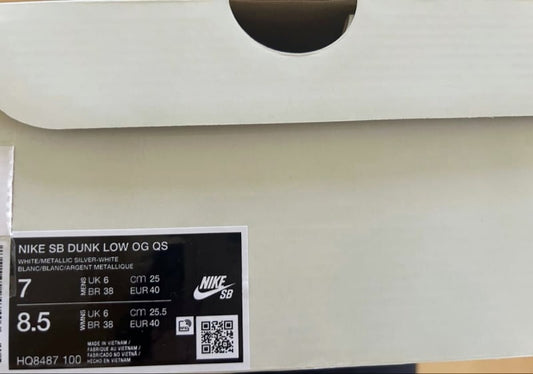 NIKE SB DUNK LOW OG QS
WHITE/METALLIC SILVER-WHITE
BLANC/BLANC/ARGENT METALLIQUE
7 MENS UK 6 cm 25
BR 38 EUR 40
8.5 WMNS UK 6 cm 25.5
BR 38 EUR 40
NIKE
SB
HQ8487 100
MADE IN VIETNAM /
FABRIQUÉ AU VIETNAM /
FABRICADO NO VIETNÃ /
HECHO EN VIETNAM